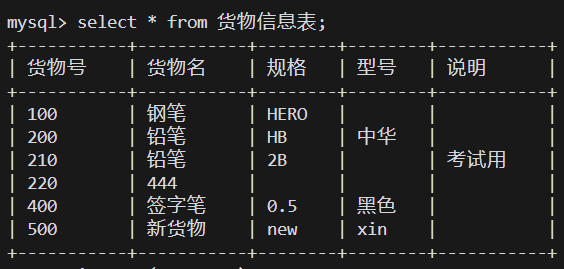 mysql> select * from 货物信息表;
+----------+----------+-------+-------+----------+
| 货物号 | 货物名 | 规格 | 型号 | 说明 |
+----------+----------+-------+-------+----------+
| 100 | 钢笔 | HERO | | |
| 200 | 铅笔 | HB | 中华 | |
| 210 | 铅笔 | 2B | | 考试用 |
| 220 | 444 | | | |
| 400 | 签字笔 | 0.5 | 黑色 | |
| 500 | 新货物 | new | xin | |
+----------+----------+-------+-------+----------+